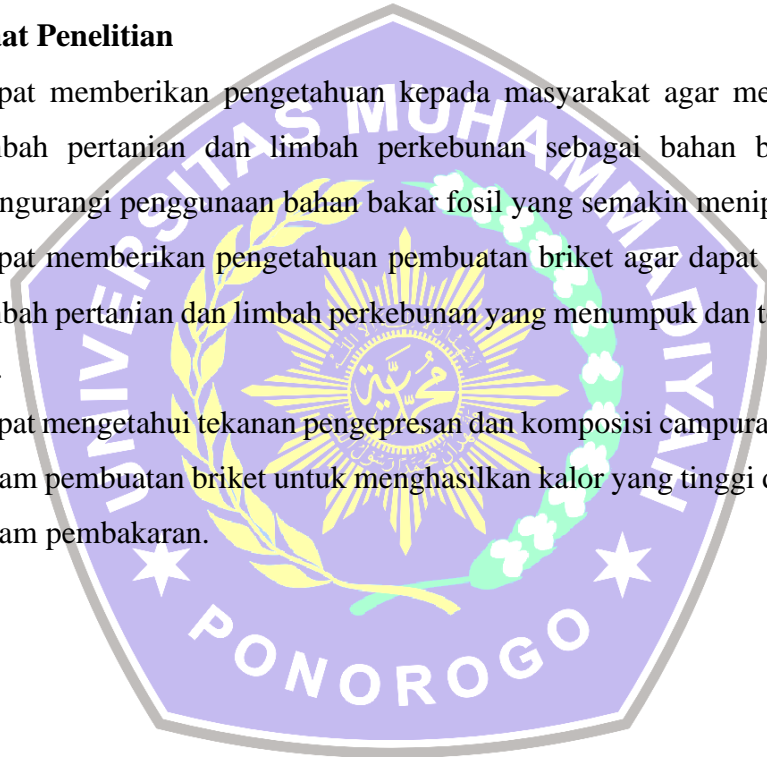 aat Penelitian
pat memberikan pengetahuan kepada masyarakat agar me
bah pertanian dan limbah perkebunan sebagai bahan b
ngurangi penggunaan bahan bakar fosil yang semakin menip
pat memberikan pengetahuan pembuatan briket agar dapat
bah pertanian dan limbah perkebunan yang menumpuk dan t
.
pat mengetahui tekanan pengepresan dan komposisi campura
am pembuatan briket untuk menghasilkan kalor yang tinggi d
am pembakaran.
UNIVERSITAS MUHAMMADIYAH
محمدية
PONOROGO